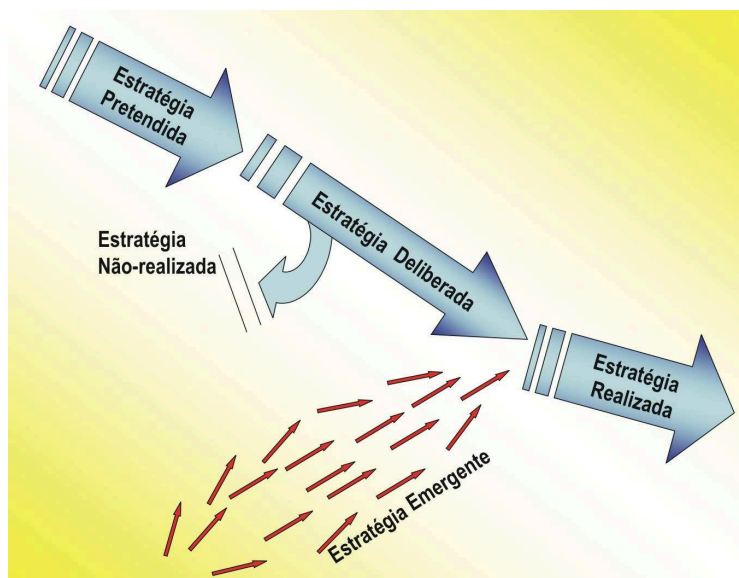 Estratégia
Pretendida
Estratégia Deliberada
Estratégia
Não-realizada
Estratégia
Realizada
Estratégia Emergente